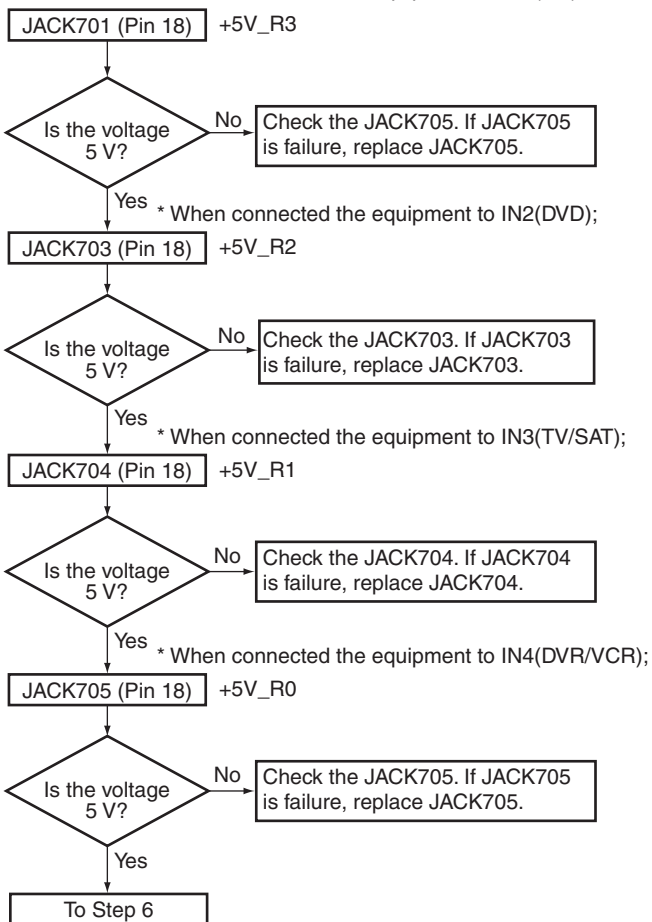 JACK701 (Pin 18) +5V_R3
Is the voltage
5 V?
No
Check the JACK705. If JACK705
is failure, replace JACK705.
Yes
* When connected the equipment to IN2(DVD);
JACK703 (Pin 18) +5V_R2
Is the voltage
5 V?
No
Check the JACK703. If JACK703
is failure, replace JACK703.
Yes
* When connected the equipment to IN3(TV/SAT);
JACK704 (Pin 18) +5V_R1
Is the voltage
5 V?
No
Check the JACK704. If JACK704
is failure, replace JACK704.
Yes
* When connected the equipment to IN4(DVR/VCR);
JACK705 (Pin 18) +5V_R0
Is the voltage
5 V?
No
Check the JACK705. If JACK705
is failure, replace JACK705.
Yes
To Step 6